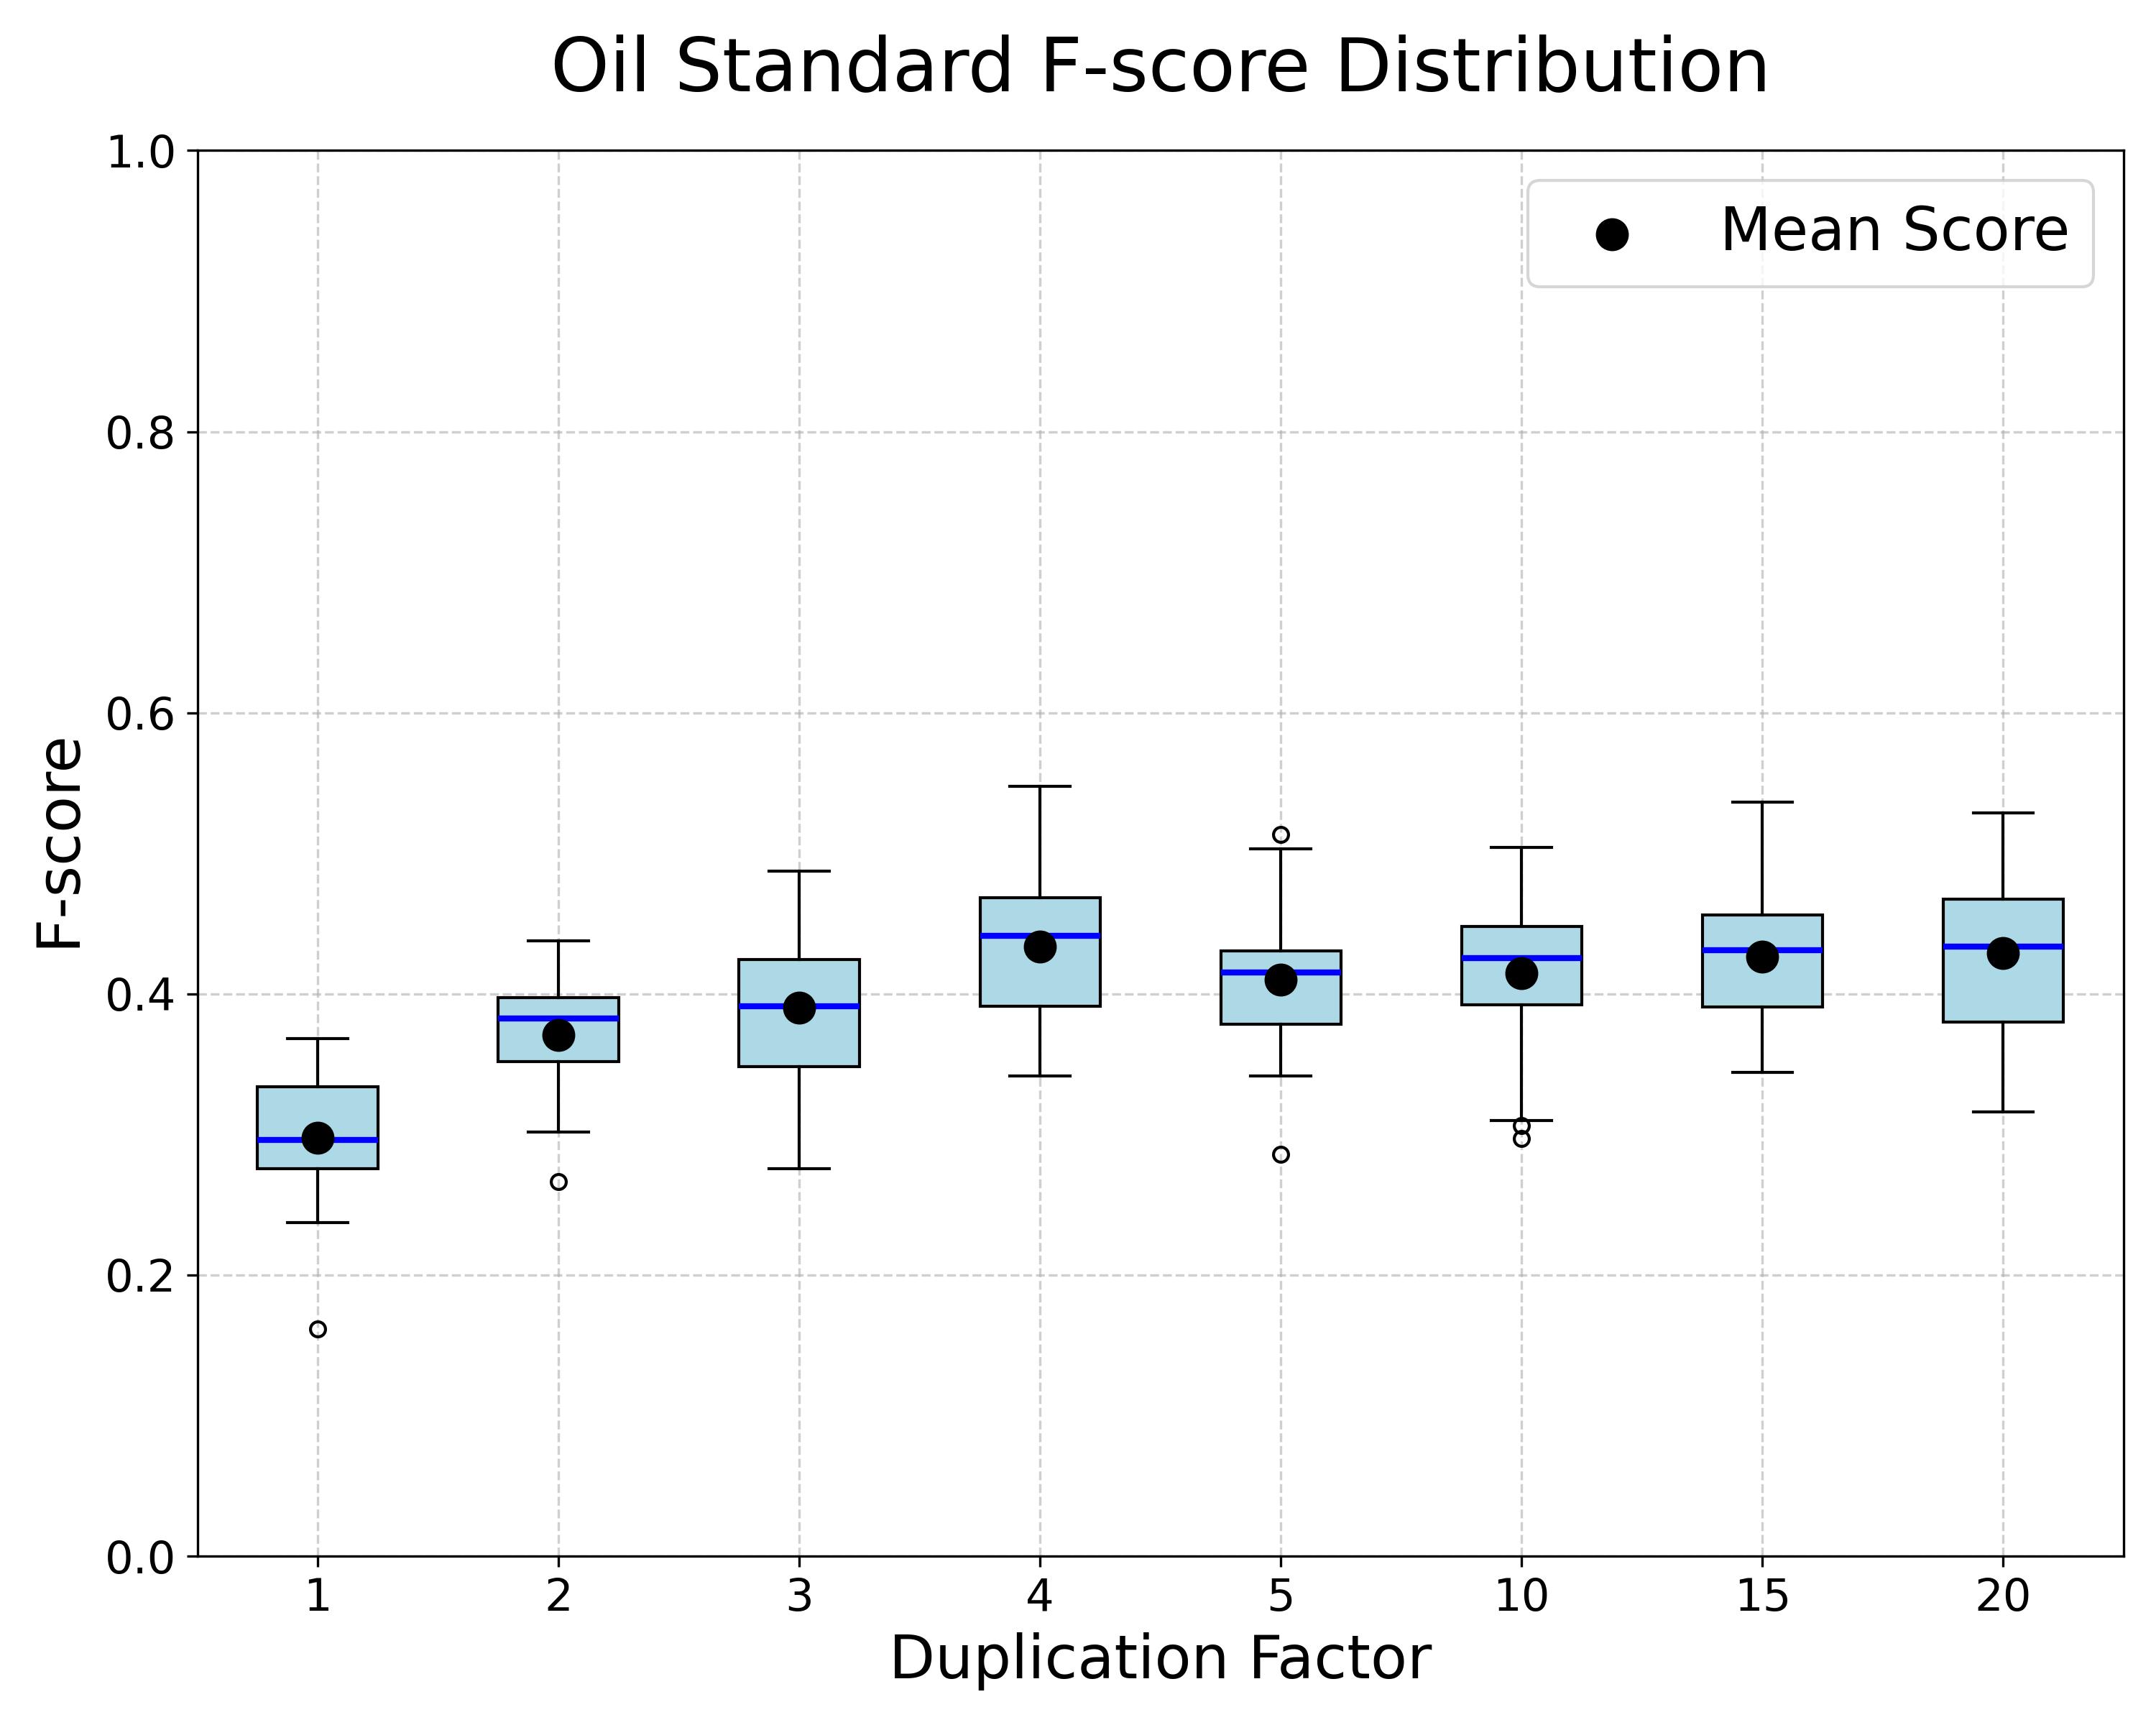 Oil Standard F-score Distribution
Mean Score
F-score
1.0
0.8
0.6
0.4
0.2
0.0
1 2 3 4 5 10 15 20
Duplication Factor